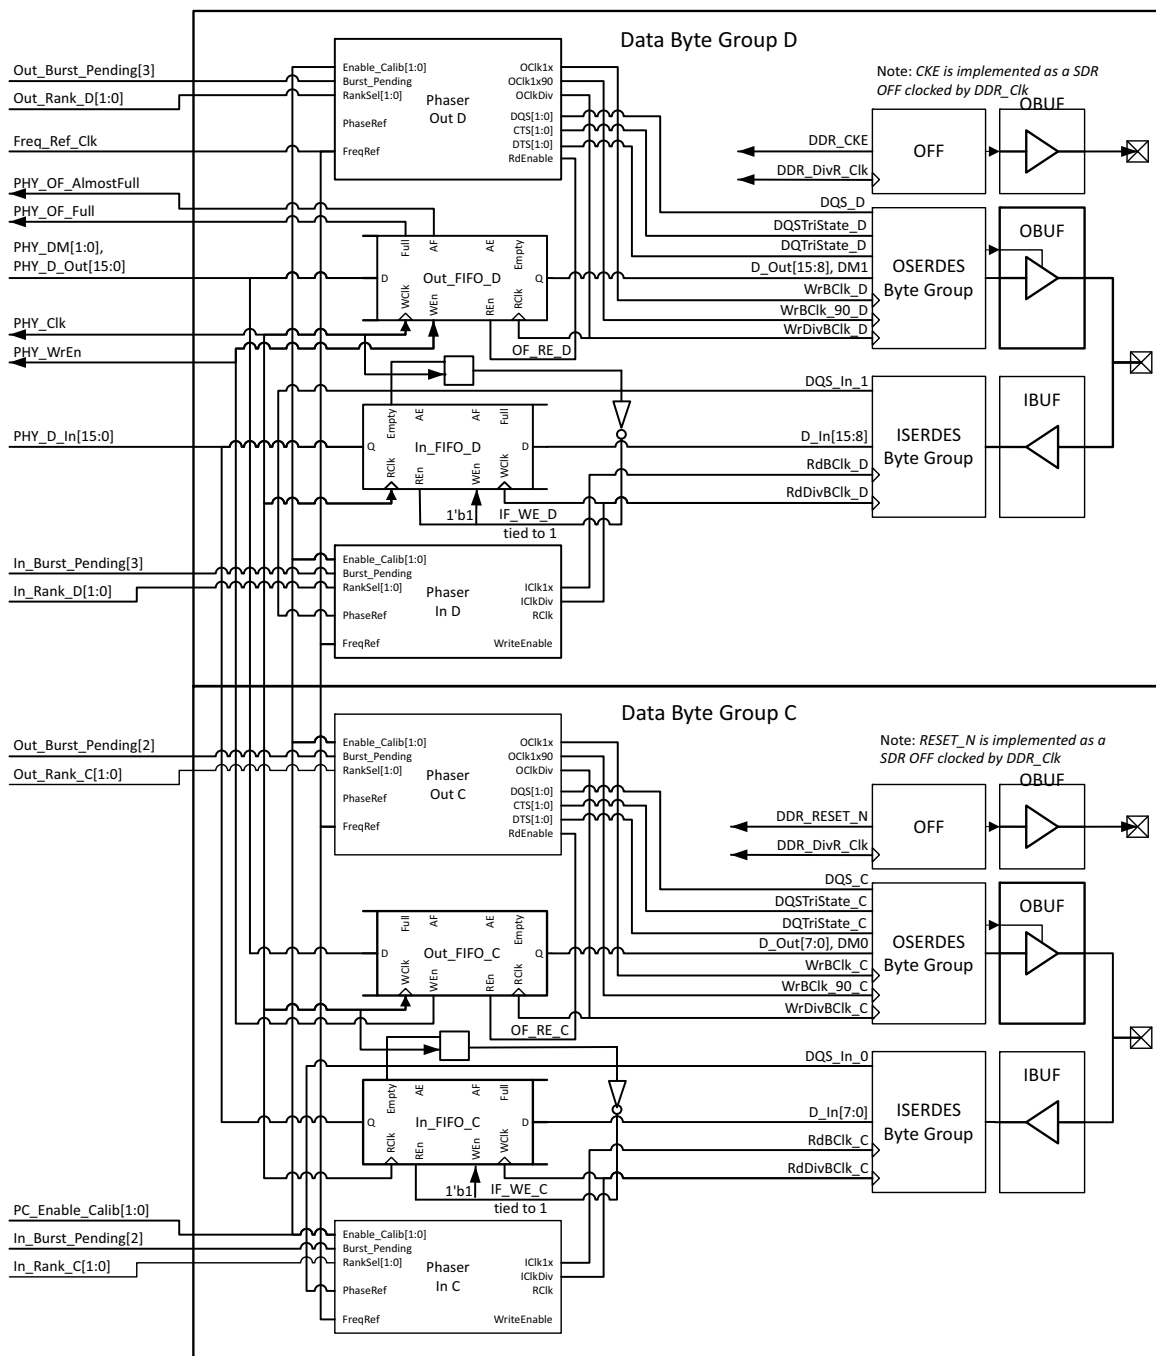 Data Byte Group D
Out_Burst_Pending[3]
Out_Rank_D[1:0]
Freq_Ref_Clk
PHY_OF_AlmostFull
PHY_OF_Full
PHY_DM[1:0],
PHY_D_Out[15:0]
PHY_Clk
PHY_WrEn
PHY_D_In[15:0]
In_Burst_Pending[3]
In_Rank_D[1:0]
Enable_Calib[1:0]
Burst_Pending
RankSel[1:0]
PhaseRef
FreqRef
Phaser
Out D
OClk1x
OClk1x90
OClkDiv
DQS[1:0]
CTS[1:0]
DTS[1:0]
RdEnable
Note: CKE is implemented as a SDR
OFF clocked by DDR_Clk
OBUF
DDR_CKE
DDR_DivR_Clk
OFF
Full
AF
AE
Empty
D
Out_FIFO_D
Q
WClk
WEn
REn
RClk
OF_RE_D
DQS_D
DQSTriState_D
DQTriState_D
D_Out[15:8], DM1
WrBClk_D
WrBClk_90_D
WrDivBClk_D
OSERDES
Byte Group
OBUF
Empty
AE
AF
Full
Q
In_FIFO_D
D
RClk
REn
WEn
WClk
1'b1
IF_WE_D
tied to 1
DQS_In_1
D_In[15:8]
RdBClk_D
RdDivBClk_D
ISERDES
Byte Group
IBUF
Enable_Calib[1:0]
Burst_Pending
RankSel[1:0]
PhaseRef
FreqRef
Phaser
In D
IClk1x
IClkDiv
RClk
WriteEnable
Data Byte Group C
Out_Burst_Pending[2]
Out_Rank_C[1:0]
Enable_Calib[1:0]
Burst_Pending
RankSel[1:0]
PhaseRef
FreqRef
Phaser
Out C
OClk1x
OClk1x90
OClkDiv
DQS[1:0]
CTS[1:0]
DTS[1:0]
RdEnable
Note: RESET_N is implemented as a
SDR OFF clocked by DDR_Clk
OBUF
DDR_RESET_N
DDR_DivR_Clk
OFF
Full
AF
AE
Empty
D
Out_FIFO_C
Q
WClk
WEn
REn
RClk
OF_RE_C
DQS_C
DQSTriState_C
DQTriState_C
D_Out[7:0], DM0
WrBClk_C
WrBClk_90_C
WrDivBClk_C
OSERDES
Byte Group
OBUF
Empty
AE
AF
Full
Q
In_FIFO_C
D
RClk
REn
WEn
WClk
1'b1
IF_WE_C
tied to 1
DQS_In_0
D_In[7:0]
RdBClk_C
RdDivBClk_C
ISERDES
Byte Group
IBUF
PC_Enable_Calib[1:0]
In_Burst_Pending[2]
In_Rank_C[1:0]
Enable_Calib[1:0]
Burst_Pending
RankSel[1:0]
PhaseRef
FreqRef
Phaser
In C
IClk1x
IClkDiv
RClk
WriteEnable